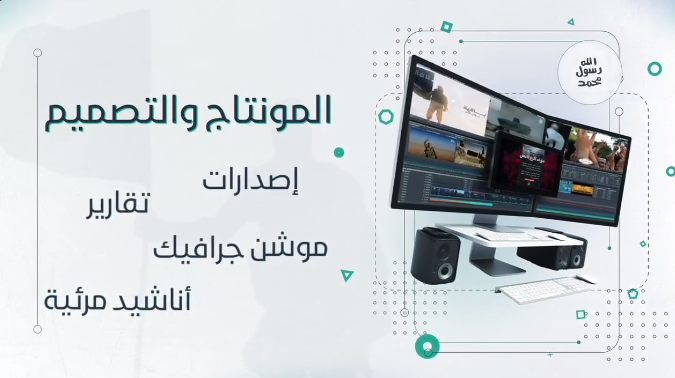 المونتاج والتصميم
إصدارات
تقارير
موشن جرافيك
أناشيد مرئية
الله
رسول
محمد